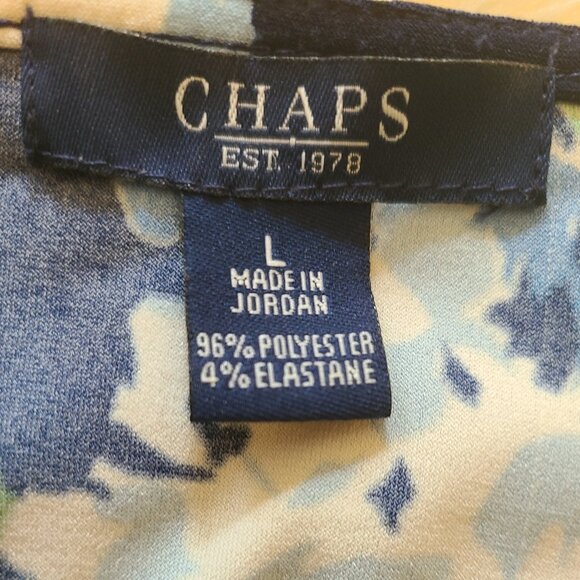 CHAPS
EST. 1978
L
MADE IN
JORDAN
96% POLYESTER
4% ELASTANE